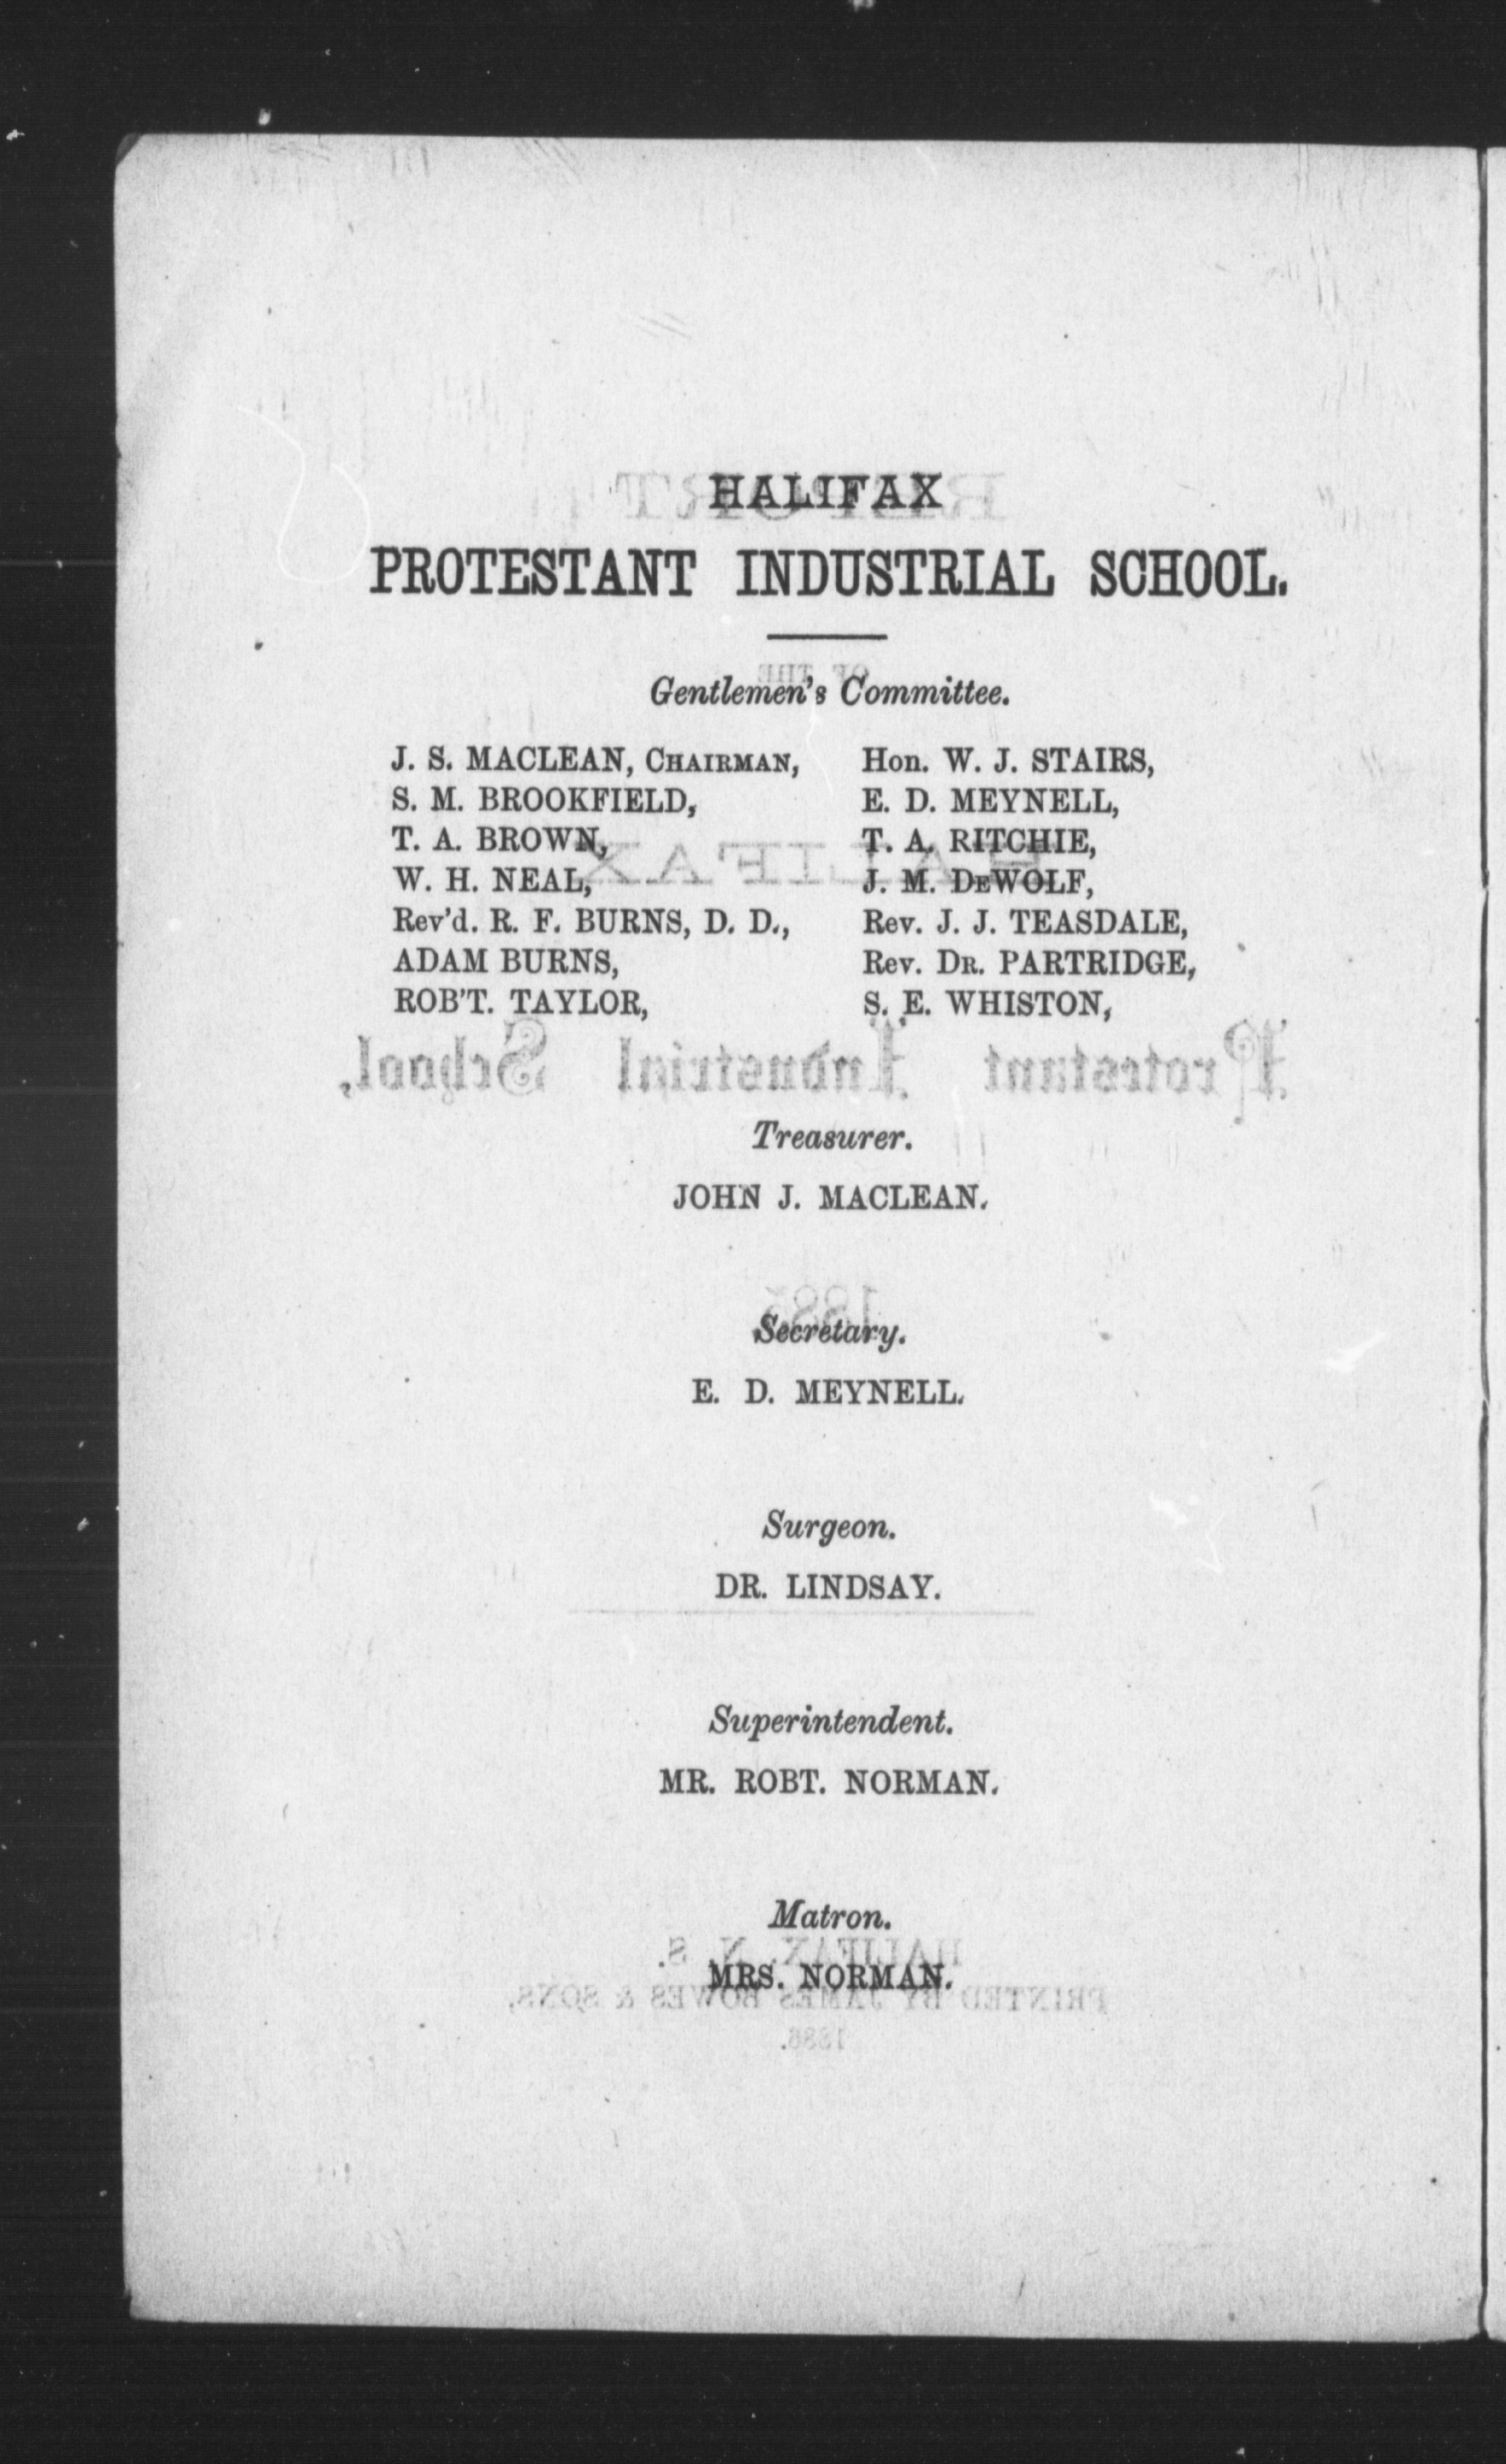 HALIFAX
PROTESTANT INDUSTRIAL SCHOOL.
Gentlemen's Committee.
J. S. MACLEAN, CHAIRMAN,
S. M. BROOKFIELD,
T. A. BROWN,
W. H. NEAL,
Rev'd. R. F. BURNS, D. D.,
ADAM BURNS,
ROB'T. TAYLOR,
Hon. W. J. STAIRS,
E. D. MEYNELL,
T. A. RITCHIE,
J. M. DEWOLF,
Rev. J. J. TEASDALE,
Rev. DR. PARTRIDGE,
S. E. WHISTON,
Treasurer.
JOHN J. MACLEAN.
Secretary.
E. D. MEYNELL.
Surgeon.
DR. LINDSAY.
Superintendent.
MR. ROBT. NORMAN.
Matron.
MRS. NORMAN.